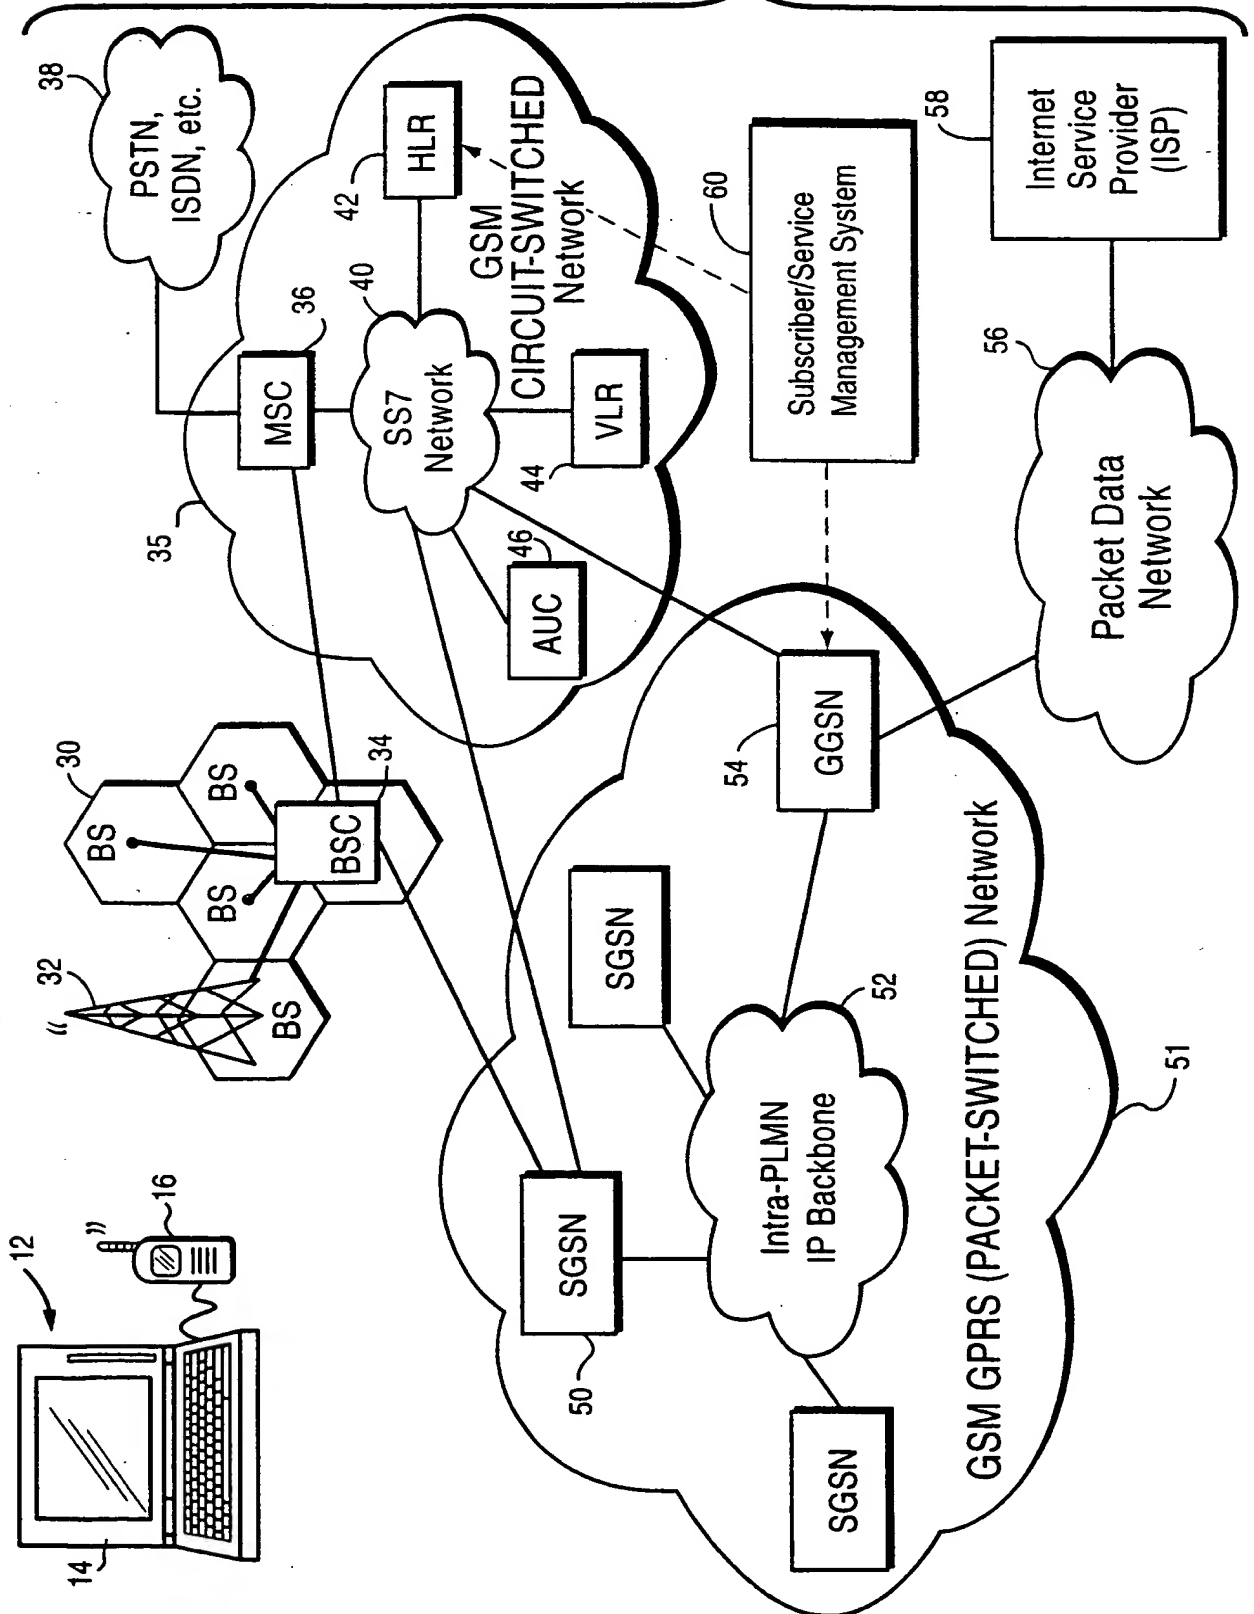 12
14
16
32
30
BS
BS
BS
BS
BSC
34
38
PSTN,
ISDN, etc.
35
MSC
36
SS7
Network
40
42
HLR
GSM
CIRCUIT-SWITCHED
Network
44
VLR
AUC
46
50
SGSN
SGSN
SGSN
Intra-PLMN
IP Backbone
52
54
GGSN
GSM GPRS (PACKET-SWITCHED) Network
51
60
Subscriber/Service
Management System
56
Packet Data
Network
58
Internet
Service
Provider
(ISP)